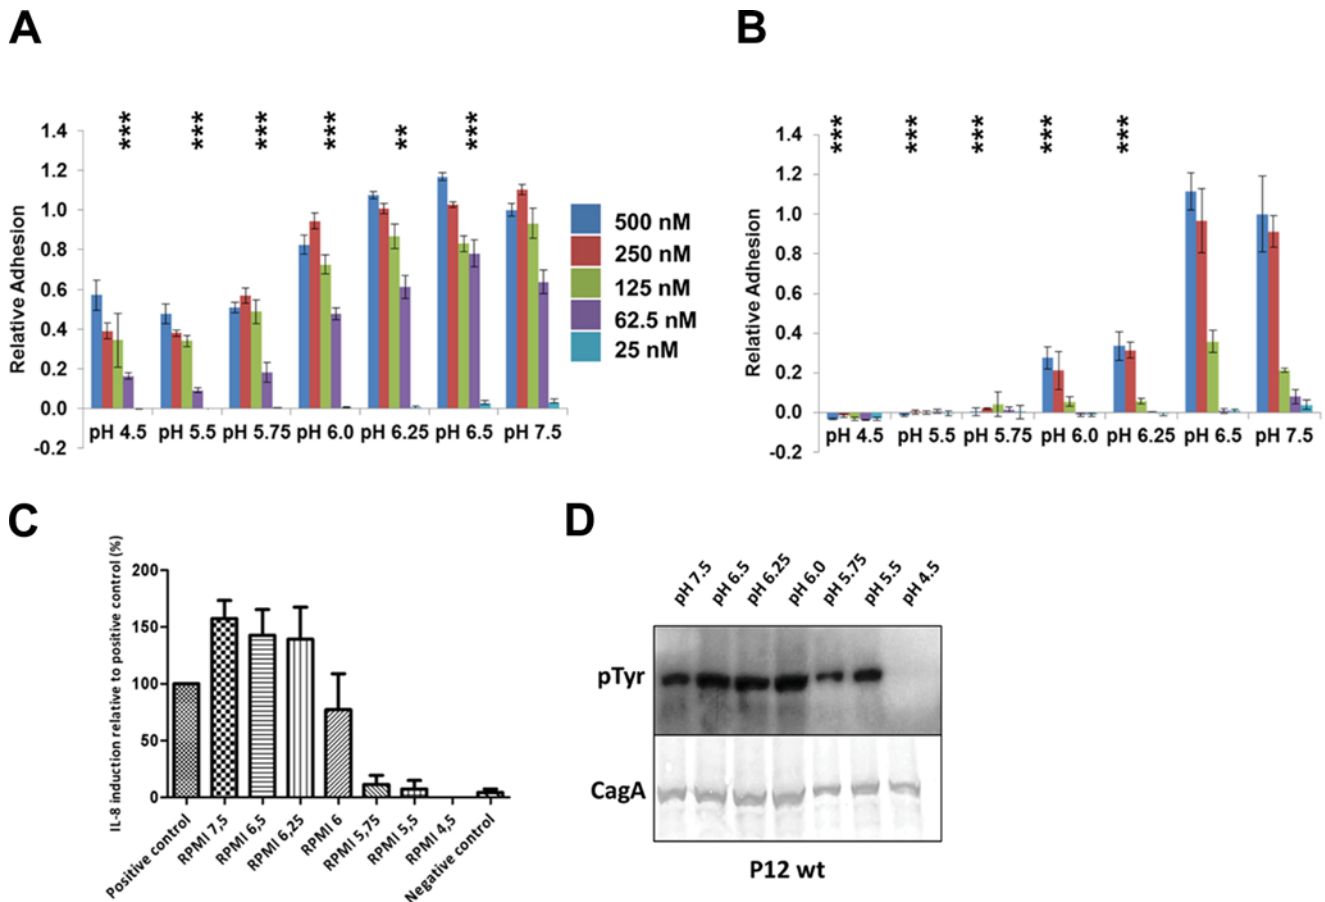 A
B
*** *** *** *** ** ***
1.4
1.2
1.0
0.8
0.6
0.4
0.2
0.0
-0.2
Relative Adhesion
pH 4.5 pH 5.5 pH 5.75 pH 6.0 pH 6.25 pH 6.5 pH 7.5
500 nM
250 nM
125 nM
62.5 nM
25 nM
*** *** *** *** ***
1.4
1.2
1.0
0.8
0.6
0.4
0.2
0.0
-0.2
Relative Adhesion
pH 4.5 pH 5.5 pH 5.75 pH 6.0 pH 6.25 pH 6.5 pH 7.5
C
IL-8 induction relative to positive control (%)
200
150
100
50
0
Positive control
RPMI 7,5
RPMI 6,5
RPMI 6,25
RPMI 6
RPMI 5,75
RPMI 5,5
RPMI 4,5
Negative control
D
pH 7.5
pH 6.5
pH 6.25
pH 6.0
pH 5.75
pH 5.5
pH 4.5
pTyr
CagA
P12 wt